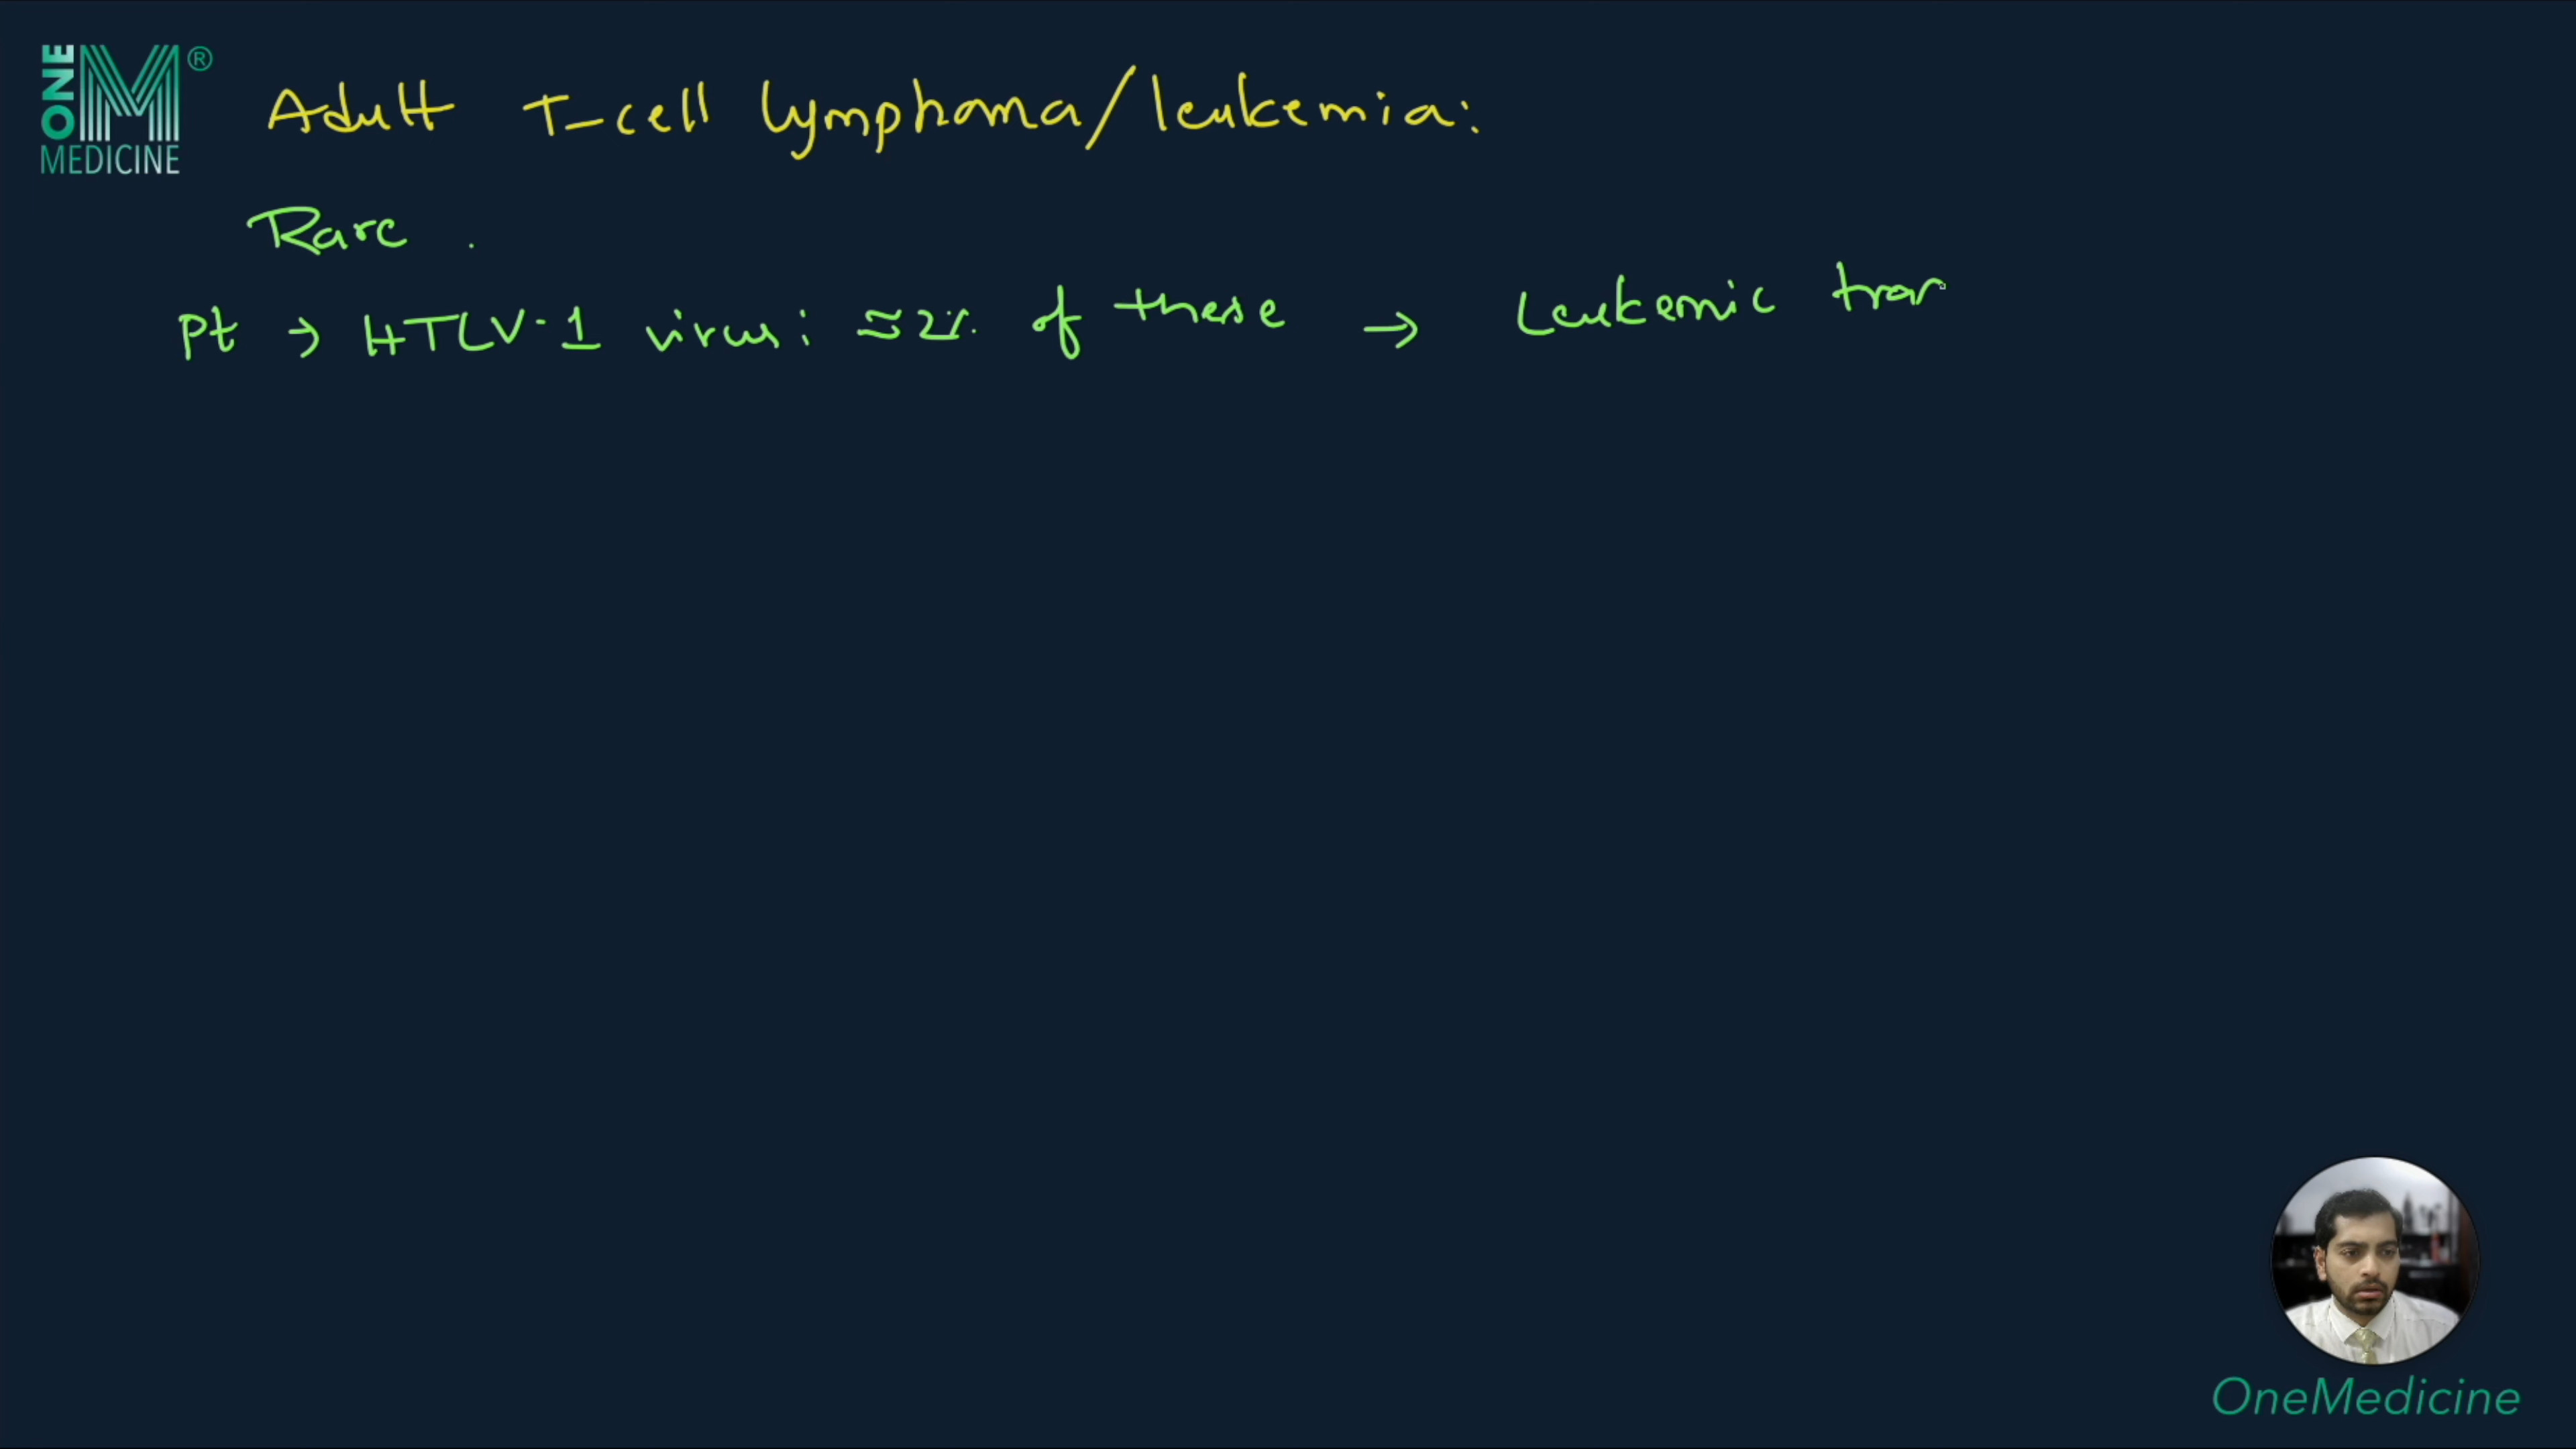 ONE M ®
MEDICINE
Adult T-cell lymphoma/leukemia:
Rare.
Pt → HTLV-1 virus: ≈2% of these → Leukemic tran
OneMedicine